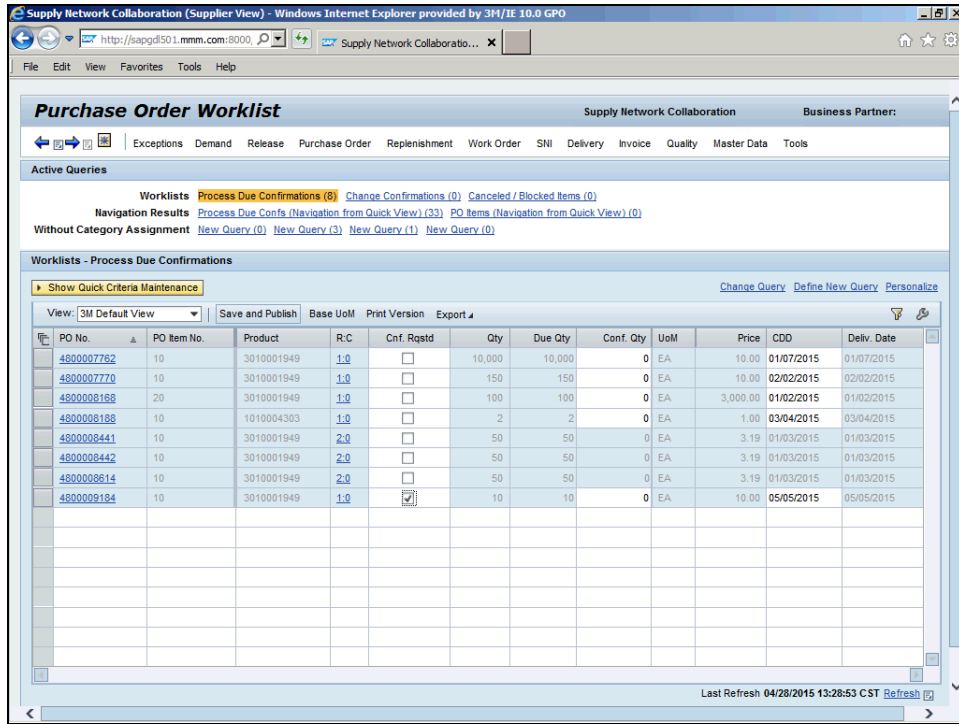 Supply Network Collaboration (Supplier View) - Windows Internet Explorer provided by 3M/IE 10.0 GPO
http://sapgdl501.mmm.com:8000, Supply Network Collaboratio...
File Edit View Favorites Tools Help
Purchase Order Worklist Supply Network Collaboration Business Partner:
Exceptions Demand Release Purchase Order Replenishment Work Order SNI Delivery Invoice Quality Master Data Tools
Active Queries
Worklists Process Due Confirmations (8) Change Confirmations (0) Canceled / Blocked Items (0)
Navigation Results Process Due Confs (Navigation from Quick View) (33) PO Items (Navigation from Quick View) (0)
Without Category Assignment New Query (0) New Query (3) New Query (1) New Query (0)
Worklists - Process Due Confirmations
Show Quick Criteria Maintenance Change Query Define New Query Personalize
View: 3M Default View Save and Publish Base UoM Print Version Export
PO No. PO Item No. Product R:C Cnf. Rqstd Qty Due Qty Conf. Qty UoM Price CDD Deliv. Date
4800007762 10 3010001949 1:0 10,000 10,000 0 EA 10.00 01/07/2015 01/07/2015
4800007770 10 3010001949 1:0 150 150 0 EA 10.00 02/02/2015 02/02/2015
4800008168 20 3010001949 1:0 100 100 0 EA 3,000.00 01/02/2015 01/02/2015
4800008188 10 1010004303 1:0 2 2 0 EA 1.00 03/04/2015 03/04/2015
4800008441 10 3010001949 2:0 50 50 0 EA 3.19 01/03/2015 01/03/2015
4800008442 10 3010001949 2:0 50 50 0 EA 3.19 01/03/2015 01/03/2015
4800008614 10 3010001949 2:0 50 50 0 EA 3.19 01/03/2015 01/03/2015
4800009184 10 3010001949 1:0 10 10 0 EA 10.00 05/05/2015 05/05/2015
Last Refresh 04/28/2015 13:28:53 CST Refresh